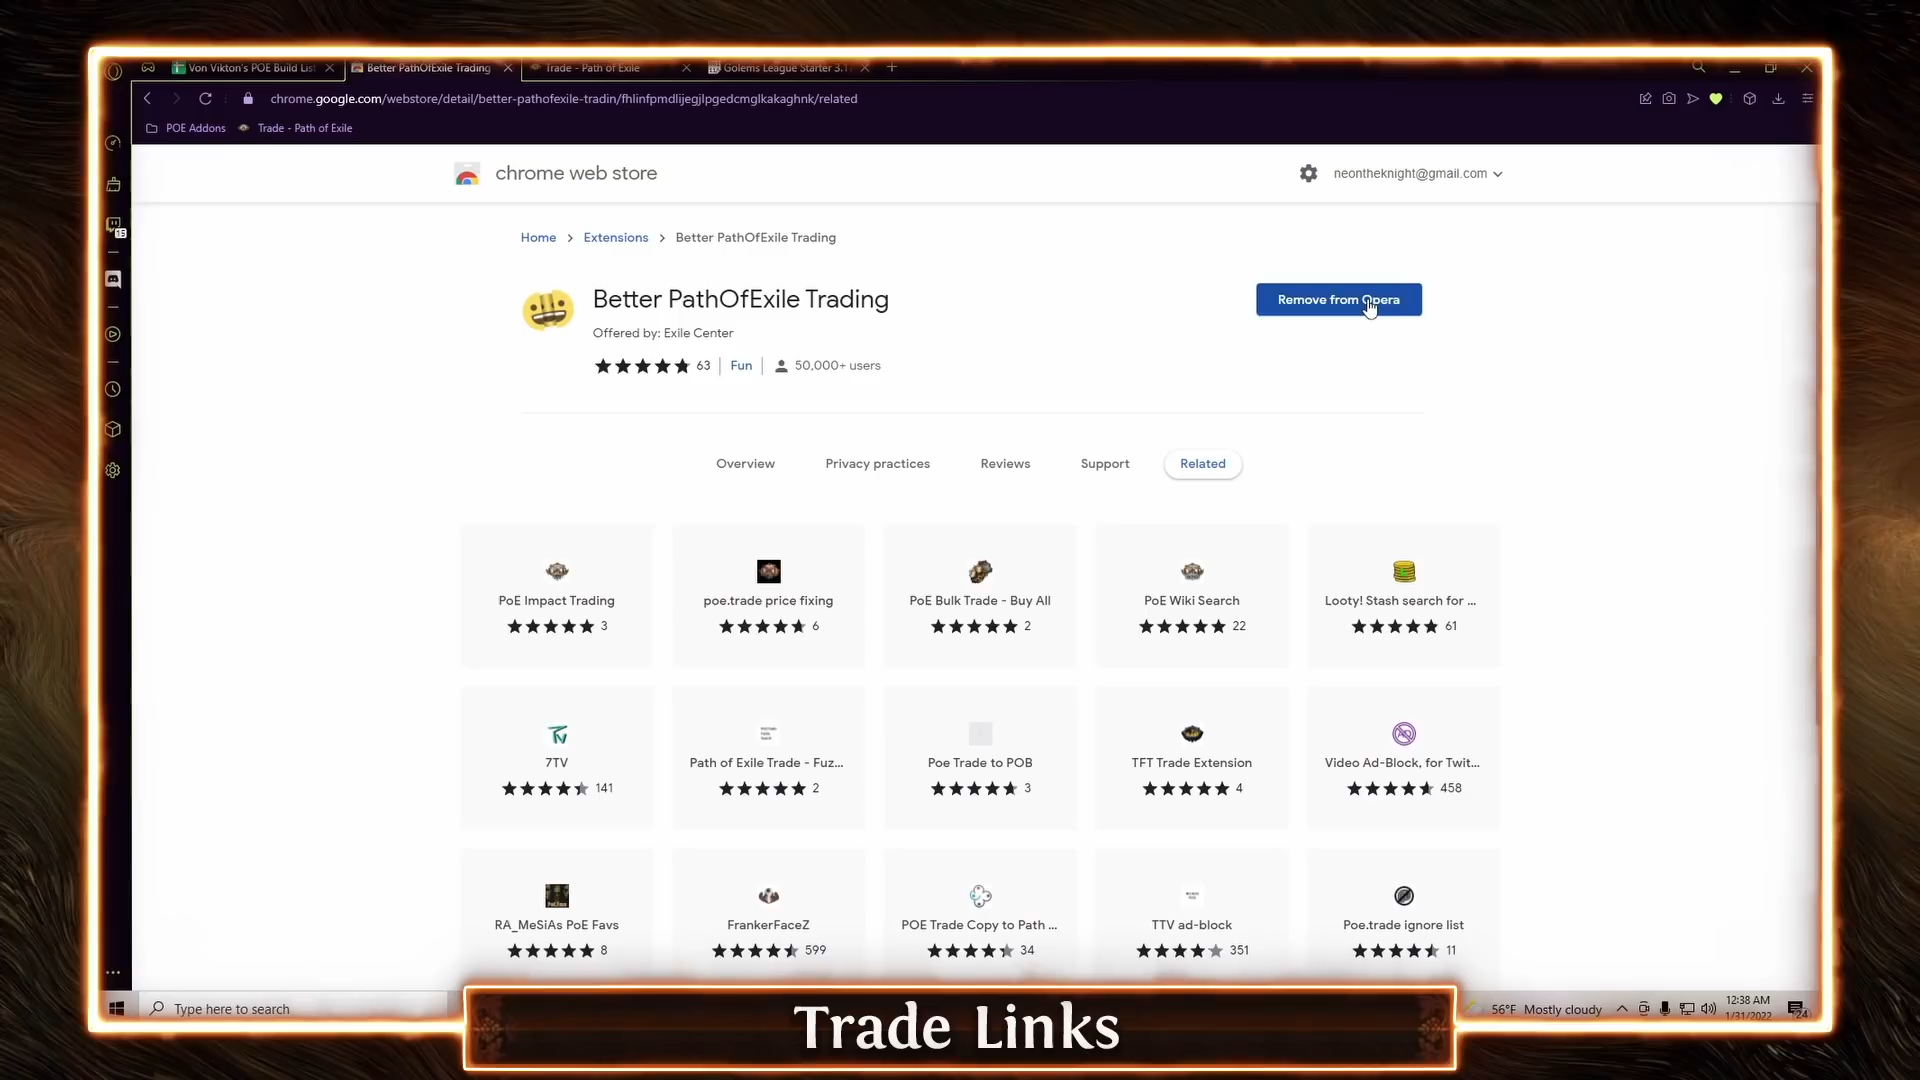 Von Vikton's POE Build List
Better PathOfExile Trading
Trade - Path of Exile
Golems League Starter 3.1
chrome.google.com/webstore/detail/better-pathofexile-tradin/fhlinfpmdlijegjlpgedcmglkakaghnk/related
POE Addons
Trade - Path of Exile
15
chrome web store
neontheknight@gmail.com
Home > Extensions > Better PathOfExile Trading
Better PathOfExile Trading
Remove from Opera
Offered by: Exile Center
63
Fun
50,000+ users
Overview
Privacy practices
Reviews
Support
Related
PoE Impact Trading
3
poe.trade price fixing
6
PoE Bulk Trade - Buy All
2
PoE Wiki Search
22
Looty! Stash search for ...
61
7TV
141
Path of Exile Trade - Fuz...
2
Poe Trade to POB
3
TFT Trade Extension
4
Video Ad-Block, for Twit...
458
RA_MeSiAs PoE Favs
8
FrankerFaceZ
599
POE Trade Copy to Path ...
34
TTV ad-block
351
Poe.trade ignore list
11
Type here to search
56°F Mostly cloudy
12:38 AM
1/31/2022
24
Trade Links